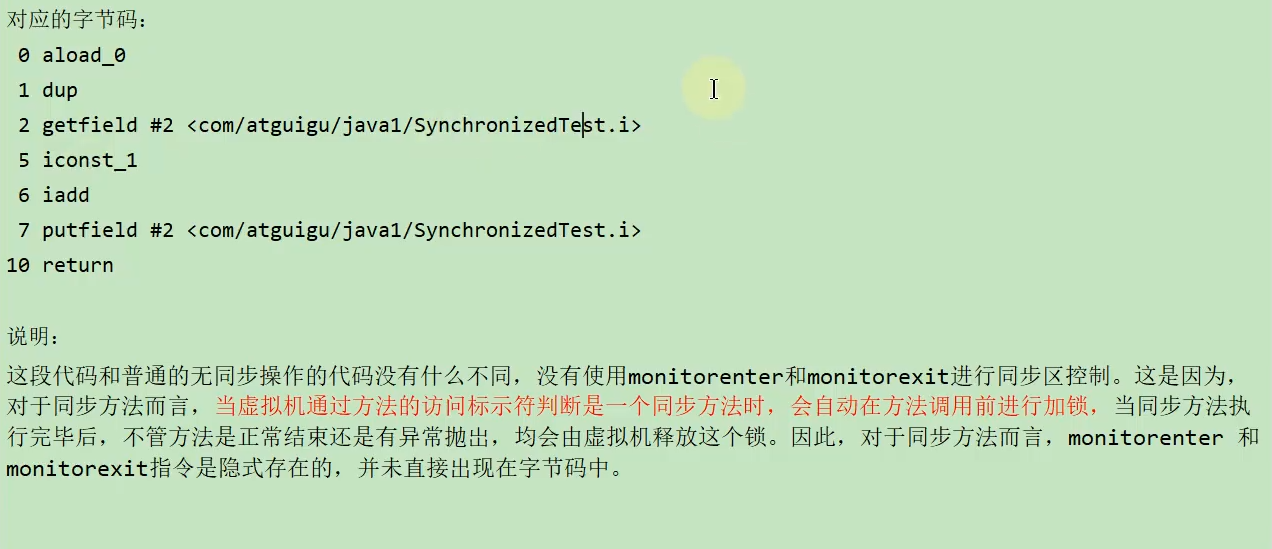 对应的字节码：
0 aload_0
1 dup
2 getfield #2 <com/atguigu/java1/SynchronizedTest.i>
5 iconst_1
6 iadd
7 putfield #2 <com/atguigu/java1/SynchronizedTest.i>
10 return
说明：
这段代码和普通的无同步操作的代码没有什么不同，没有使用monitorenter和monitorexit进行同步区控制。这是因为，
对于同步方法而言，当虚拟机通过方法的访问标示符判断是一个同步方法时，会自动在方法调用前进行加锁，当同步方法执
行完毕后，不管方法是正常结束还是有异常抛出，均会由虚拟机释放这个锁。因此，对于同步方法而言，monitorenter 和
monitorexit指令是隐式存在的，并未直接出现在字节码中。